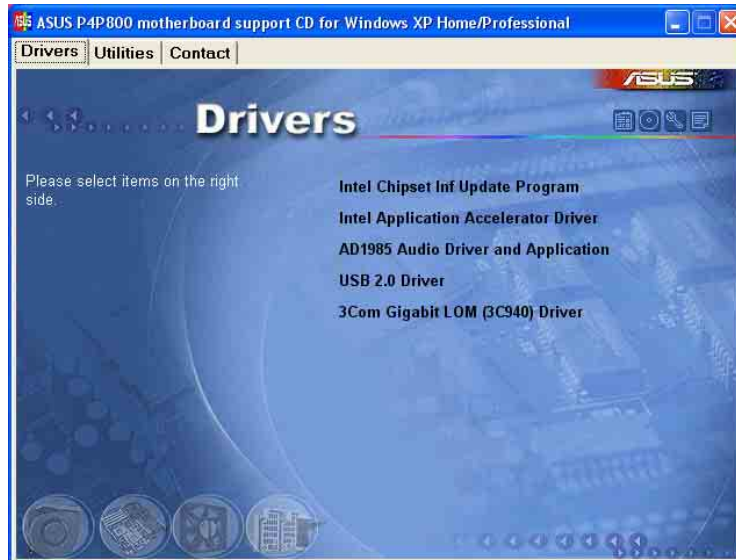 ASUS P4P800 motherboard support CD for Windows XP Home/Professional
Drivers Utilities Contact
/SUS
Drivers
Please select items on the right
side.
Intel Chipset Inf Update Program
Intel Application Accelerator Driver
AD1985 Audio Driver and Application
USB 2.0 Driver
3Com Gigabit LOM (3C940) Driver